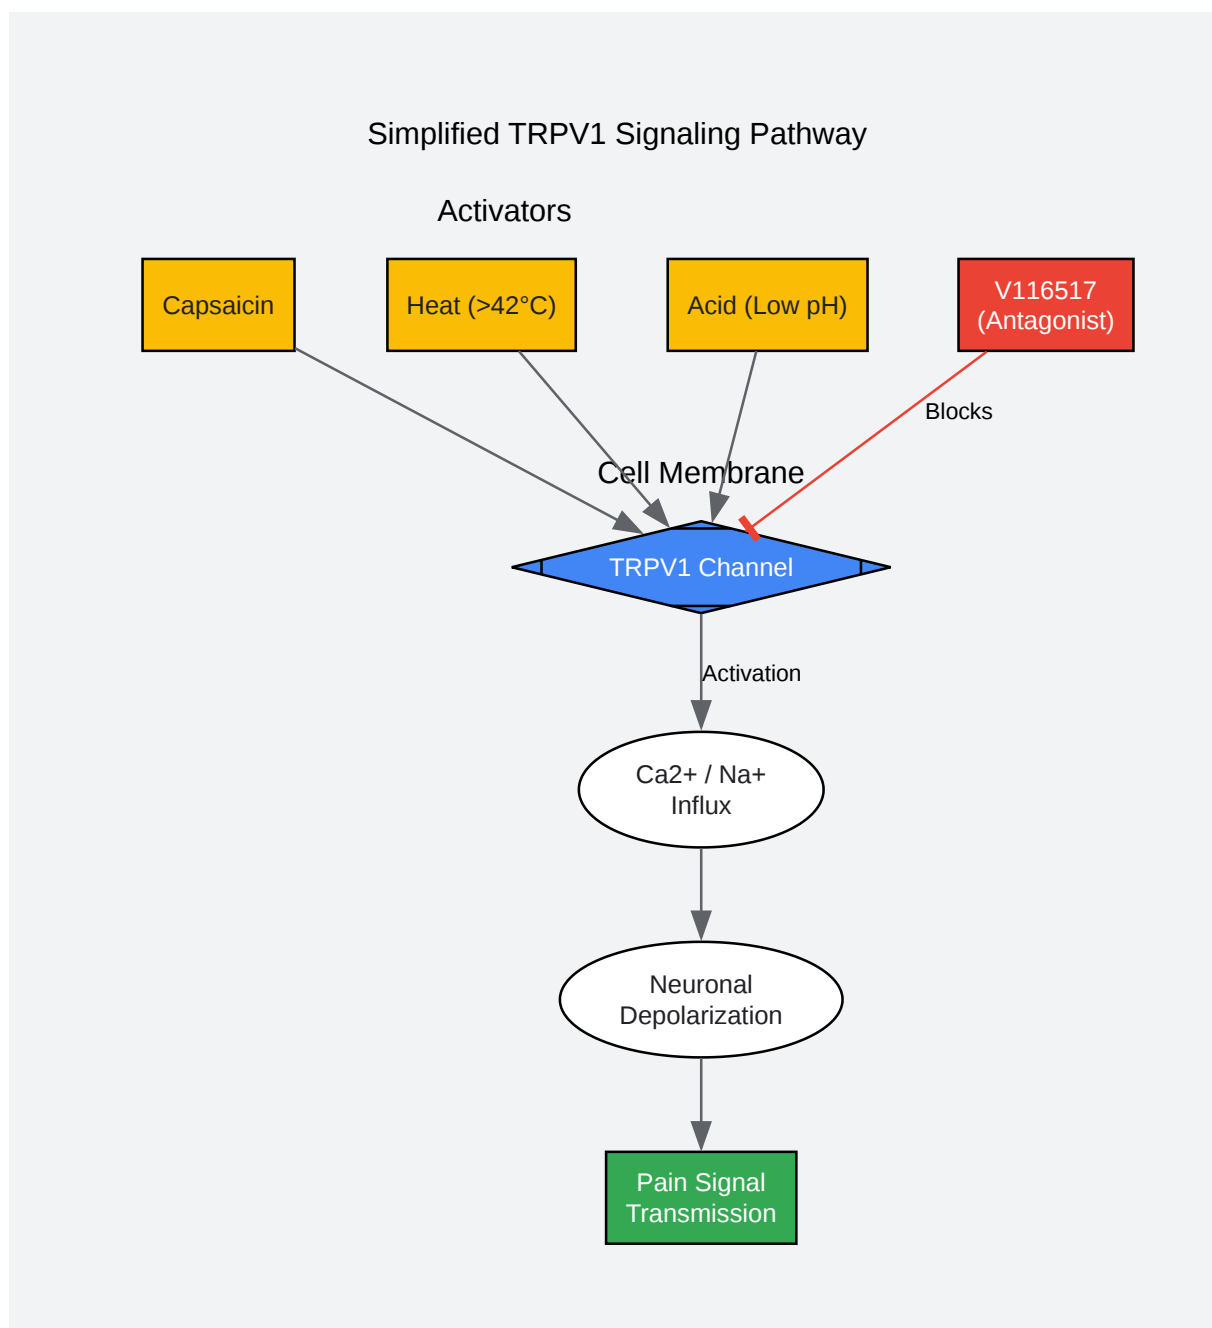 Simplified TRPV1 Signaling Pathway
Activators
Capsaicin
Heat (>42°C)
Acid (Low pH)
V116517
(Antagonist)
Blocks
Cell Membrane
TRPV1 Channel
Activation
Ca2+ / Na+
Influx
Neuronal
Depolarization
Pain Signal
Transmission